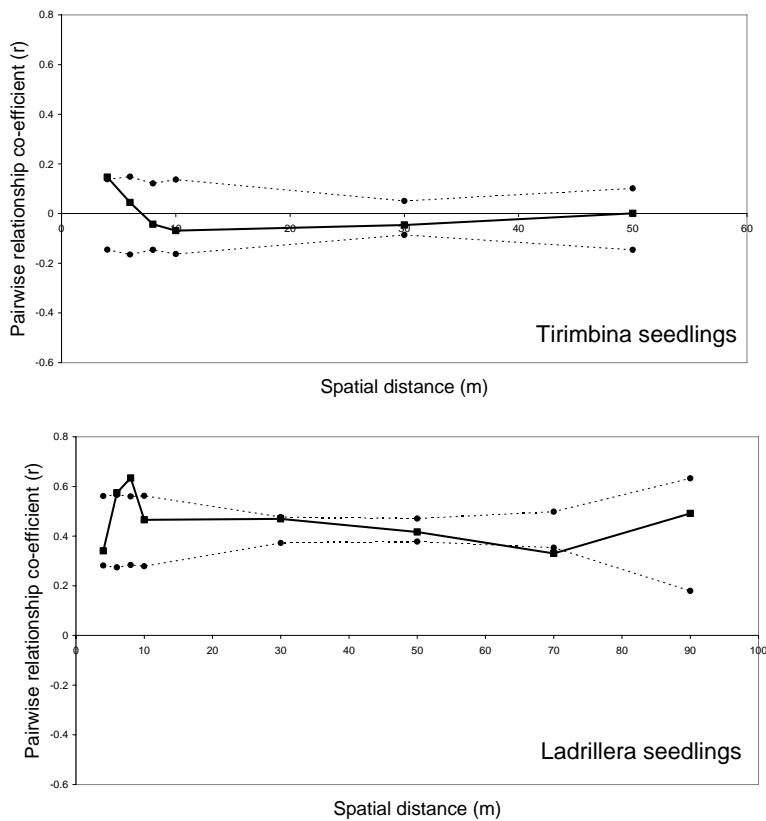 Pairwise relationship co-efficient (r)
0.8
0.6
0.4
0.2
0
-0.2
-0.4
-0.6
0 10 20 30 40 50 60
Tirimbina seedlings
Spatial distance (m)
Pairwise relationship co-efficient (r)
0.8
0.6
0.4
0.2
0
-0.2
-0.4
-0.6
0 10 20 30 40 50 60 70 80 90 100
Ladrillera seedlings
Spatial distance (m)